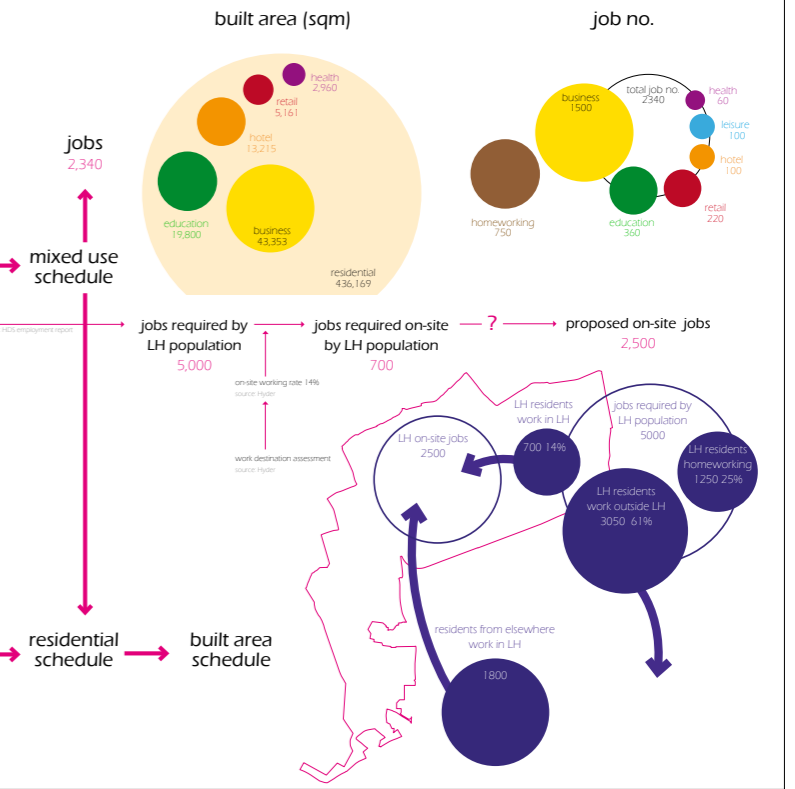 built area (sqm)
job no.
health
2,960
retail
5,161
hotel
13,215
education
19,800
business
43,353
residential
436,169
business
1500
total job no.
2340
health
60
leisure
100
hotel
100
retail
220
education
360
homeworking
750
jobs
2,340
mixed use
schedule
HDS employment report
jobs required by
LH population
5,000
jobs required on-site
by LH population
700
?
proposed on-site jobs
2,500
on-site working rate 14%
source: Hyder
work destination assessment
source: Hyder
LH on-site jobs
2500
LH residents
work in LH
700 14%
jobs required by
LH population
5000
LH residents
homeworking
1250 25%
LH residents
work outside LH
3050 61%
residents from elsewhere
work in LH
1800
residential
schedule
built area
schedule